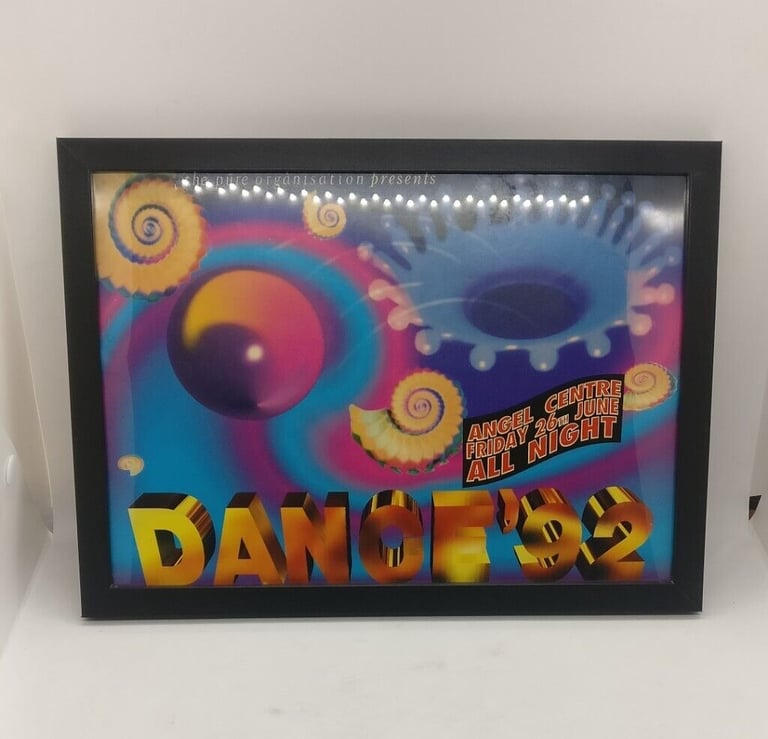 the pure organisation presents
ANGEL CENTRE
FRIDAY 26TH JUNE
ALL NIGHT
DANCE '92